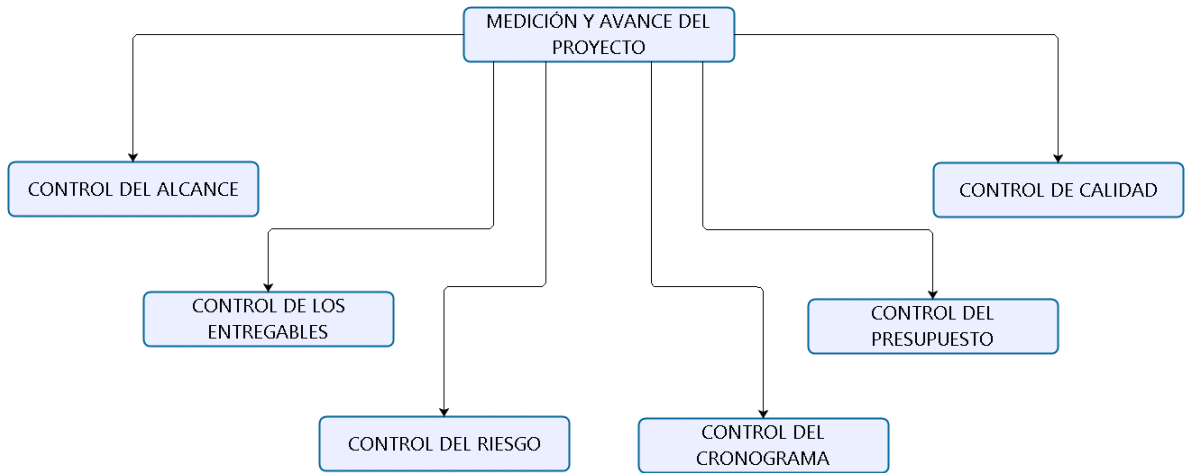 MEDICIÓN Y AVANCE DEL
PROYECTO
CONTROL DEL ALCANCE
CONTROL DE CALIDAD
CONTROL DE LOS
ENTREGABLES
CONTROL DEL
PRESUPUESTO
CONTROL DEL RIESGO
CONTROL DEL
CRONOGRAMA